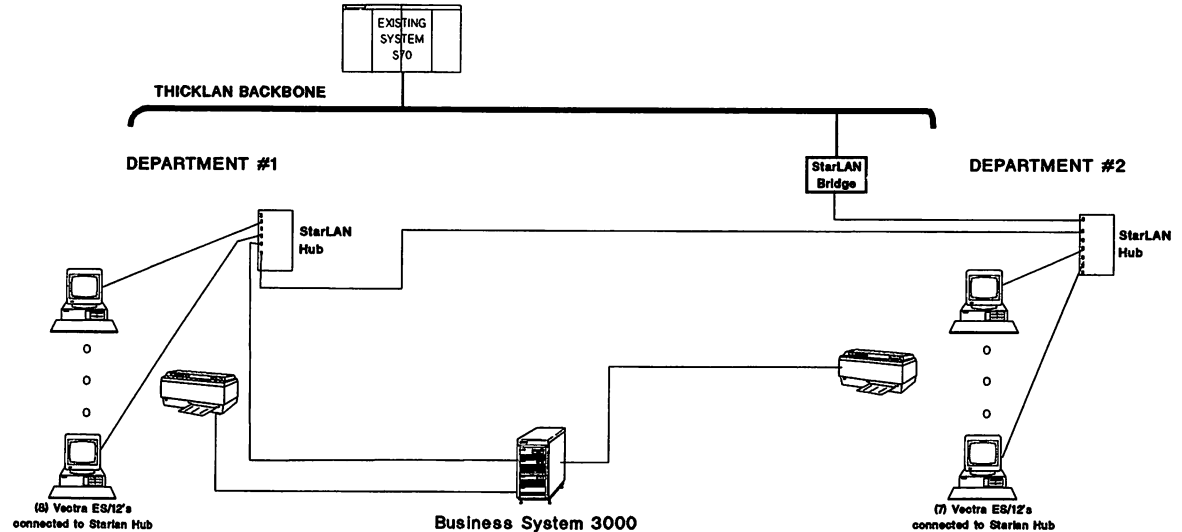 EXISTING
SYSTEM
S70
THICKLAN BACKBONE
DEPARTMENT #1
StarLAN
Bridge
DEPARTMENT #2
StarLAN
Hub
StarLAN
Hub
(8) Vectra ES/12's
connected to Starlan Hub
Business System 3000
(7) Vectra ES/12's
connected to Starlan Hub